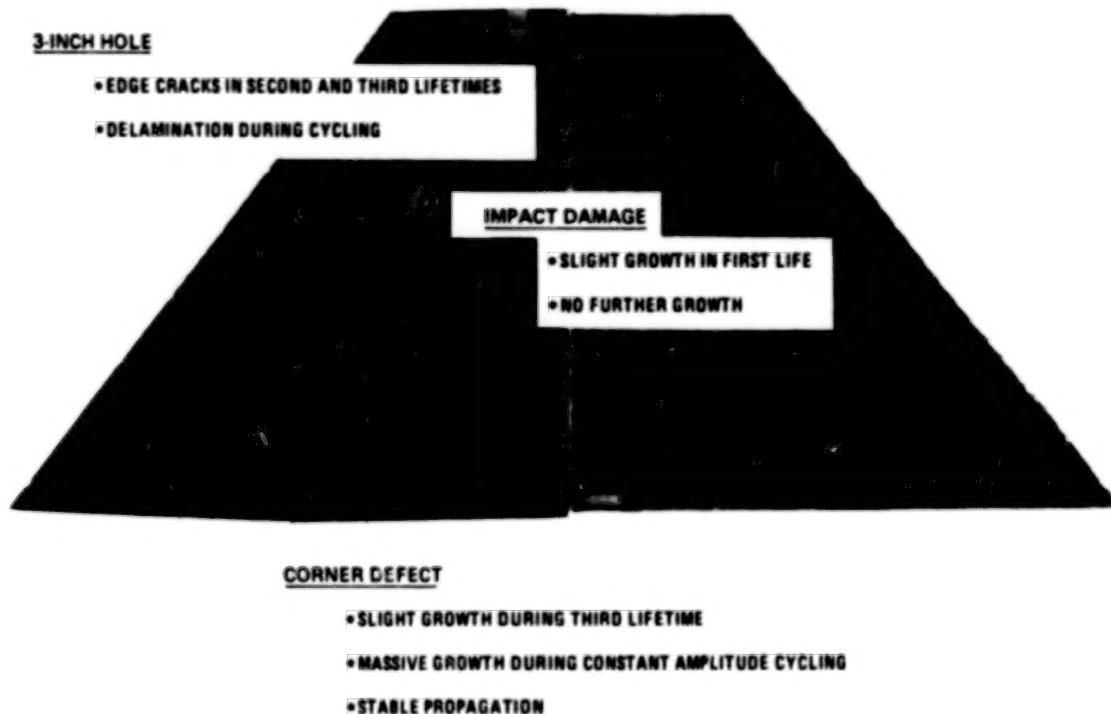 3-INCH HOLE
• EDGE CRACKS IN SECOND AND THIRD LIFETIMES
• DELAMINATION DURING CYCLING
IMPACT DAMAGE
• SLIGHT GROWTH IN FIRST LIFE
• NO FURTHER GROWTH
CORNER DEFECT
• SLIGHT GROWTH DURING THIRD LIFETIME
• MASSIVE GROWTH DURING CONSTANT AMPLITUDE CYCLING
• STABLE PROPAGATION